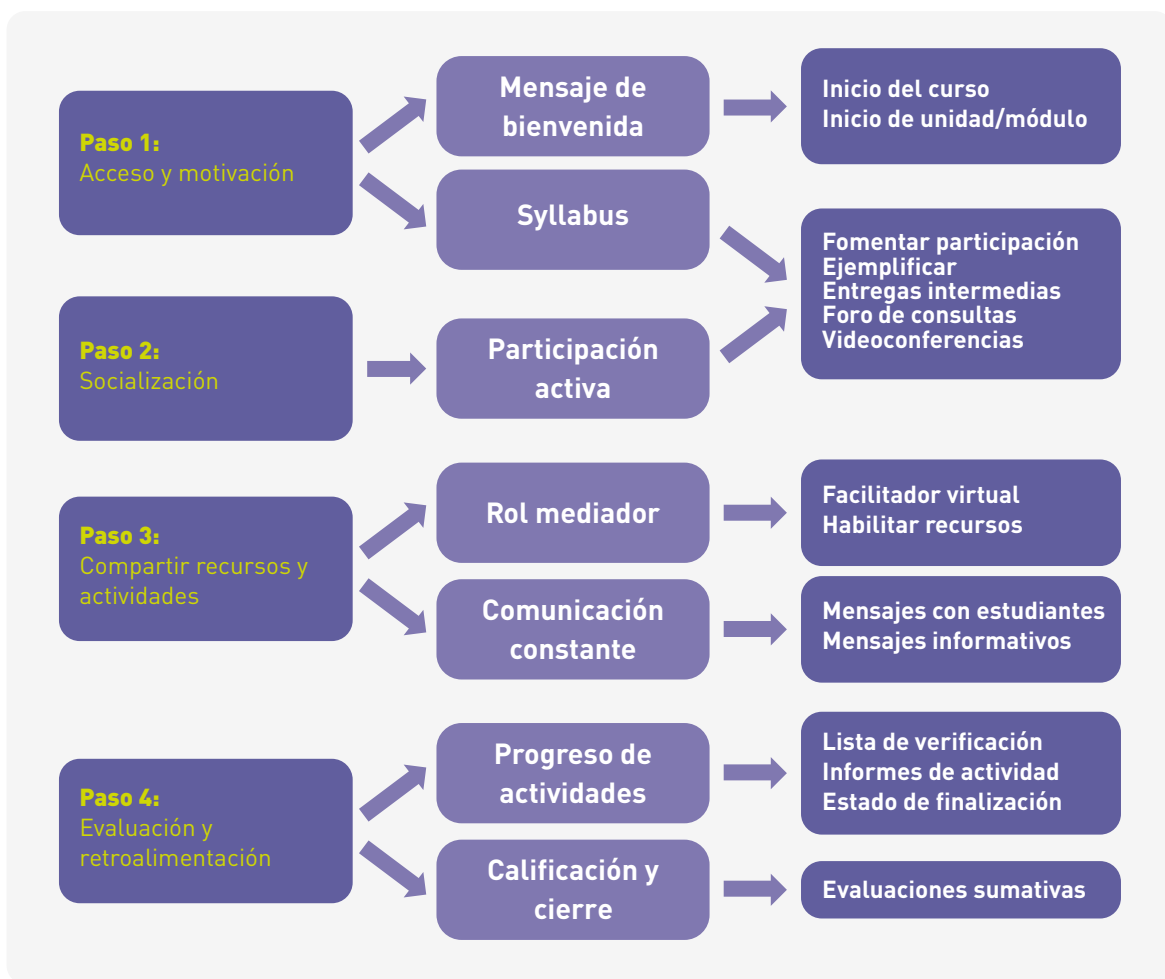 Paso 1:
Acceso y motivación
Mensaje de
bienvenida
Inicio del curso
Inicio de unidad/módulo
Syllabus
Fomentar participación
Ejemplificar
Entregas intermedias
Foro de consultas
Videoconferencias
Paso 2:
Socialización
Participación
activa
Paso 3:
Compartir recursos y
actividades
Rol mediador
Facilitador virtual
Habilitar recursos
Comunicación
constante
Mensajes con estudiantes
Mensajes informativos
Paso 4:
Evaluación y
retroalimentación
Progreso de
actividades
Lista de verificación
Informes de actividad
Estado de finalización
Calificación y
cierre
Evaluaciones sumativas